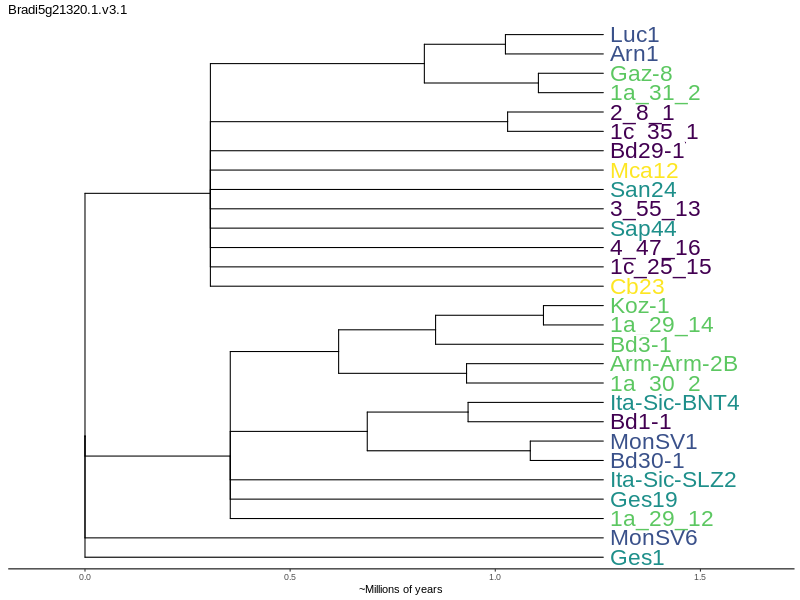 Bradi5g21320.1.v3.1
Luc1
Arn1
Gaz-8
1a_31_2
2_8_1
1c_35_1
Bd29-1
Mca12
San24
3_55_13
Sap44
4_47_16
1c_25_15
Cb23
Koz-1
1a_29_14
Bd3-1
Arm-Arm-2B
1a_30_2
Ita-Sic-BNT4
Bd1-1
MonSV1
Bd30-1
Ita-Sic-SLZ2
Ges19
1a_29_12
MonSV6
Ges1
0.0 0.5 1.0 1.5
~Millions of years